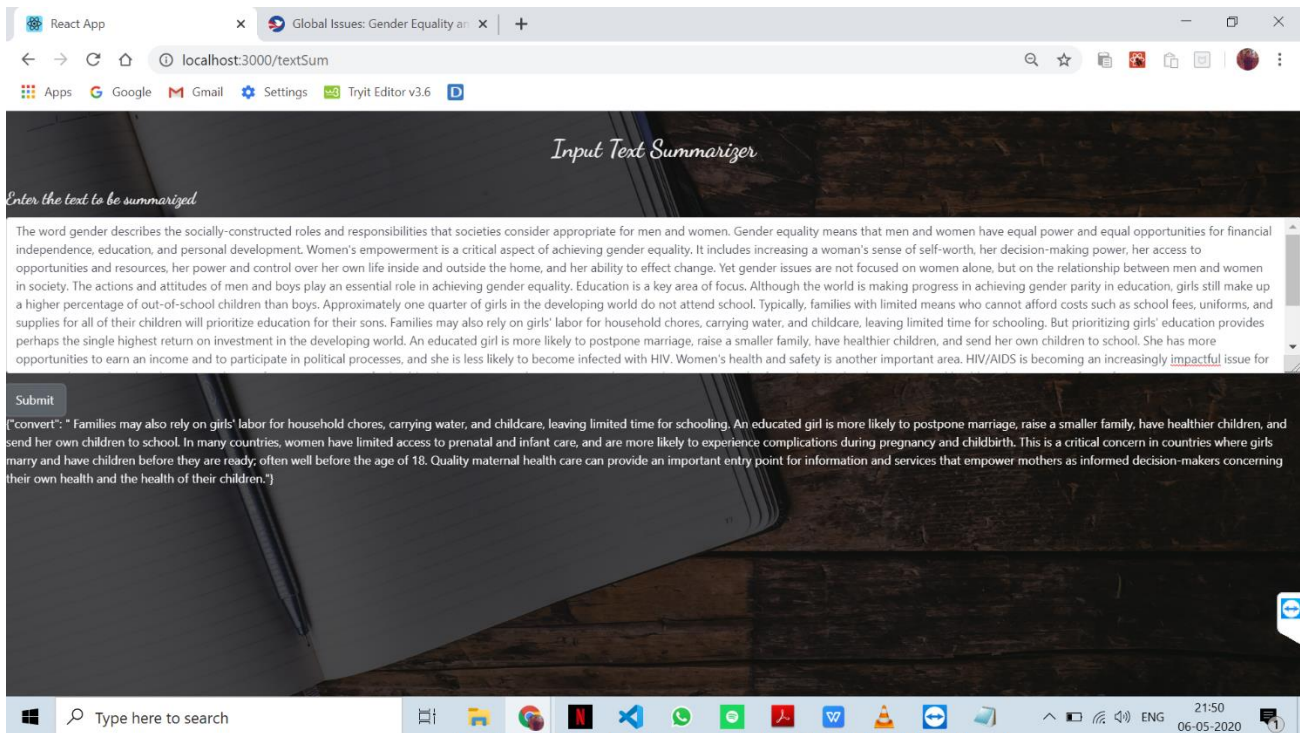 React App
Global Issues: Gender Equality an
localhost:3000/textSum
Apps Google Gmail Settings Tryit Editor v3.6 D
Input Text Summarizer
Enter the text to be summarized
The word gender describes the socially-constructed roles and responsibilities that societies consider appropriate for men and women. Gender equality means that men and women have equal power and equal opportunities for financial
independence, education, and personal development. Women's empowerment is a critical aspect of achieving gender equality. It includes increasing a woman's sense of self-worth, her decision-making power, her access to
opportunities and resources, her power and control over her own life inside and outside the home, and her ability to effect change. Yet gender issues are not focused on women alone, but on the relationship between men and women
in society. The actions and attitudes of men and boys play an essential role in achieving gender equality. Education is a key area of focus. Although the world is making progress in achieving gender parity in education, girls still make up
a higher percentage of out-of-school children than boys. Approximately one quarter of girls in the developing world do not attend school. Typically, families with limited means who cannot afford costs such as school fees, uniforms, and
supplies for all of their children will prioritize education for their sons. Families may also rely on girls' labor for household chores, carrying water, and childcare, leaving limited time for schooling. But prioritizing girls' education provides
perhaps the single highest return on investment in the developing world. An educated girl is more likely to postpone marriage, raise a smaller family, have healthier children, and send her own children to school. She has more
opportunities to earn an income and to participate in political processes, and she is less likely to become infected with HIV. Women's health and safety is another important area. HIV/AIDS is becoming an increasingly impactful issue for
Submit
{"convert": " Families may also rely on girls' labor for household chores, carrying water, and childcare, leaving limited time for schooling. An educated girl is more likely to postpone marriage, raise a smaller family, have healthier children, and
send her own children to school. In many countries, women have limited access to prenatal and infant care, and are more likely to experience complications during pregnancy and childbirth. This is a critical concern in countries where girls
marry and have children before they are ready; often well before the age of 18. Quality maternal health care can provide an important entry point for information and services that empower mothers as informed decision-makers concerning
their own health and the health of their children."}
Type here to search
ENG
21:50
06-05-2020